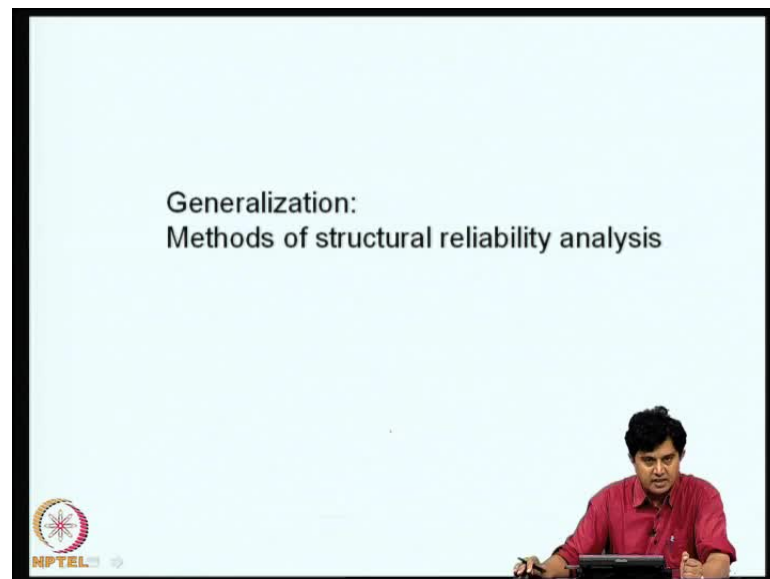 Generalization:
Methods of structural reliability analysis
NPTEL